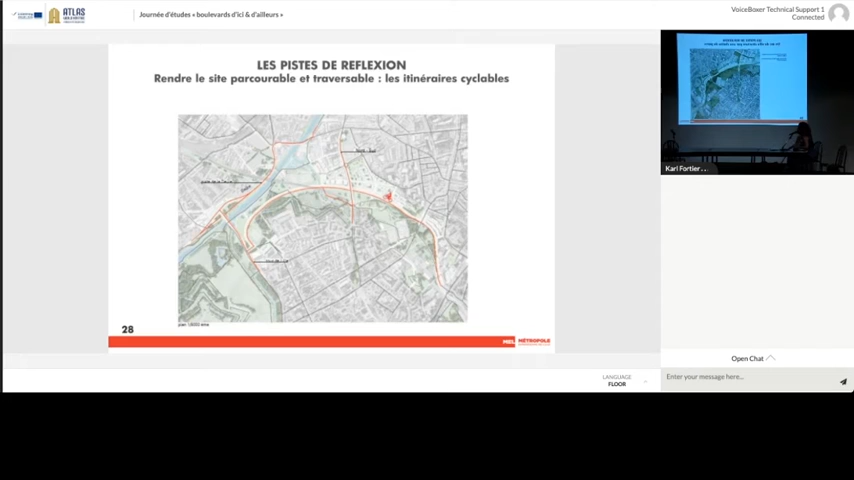 ATLAS
Journée d'études « boulevards d'ici & d'ailleurs »
VoiceBoxer Technical Support 1
Connected
LES PISTES DE REFLEXION
Rendre le site parcourable et traversable : les itinéraires cyclables
28
MEL MÉTROPOLE
Karl Fortier ...
Open Chat
Enter your message here...
LANGUAGE
FLOOR